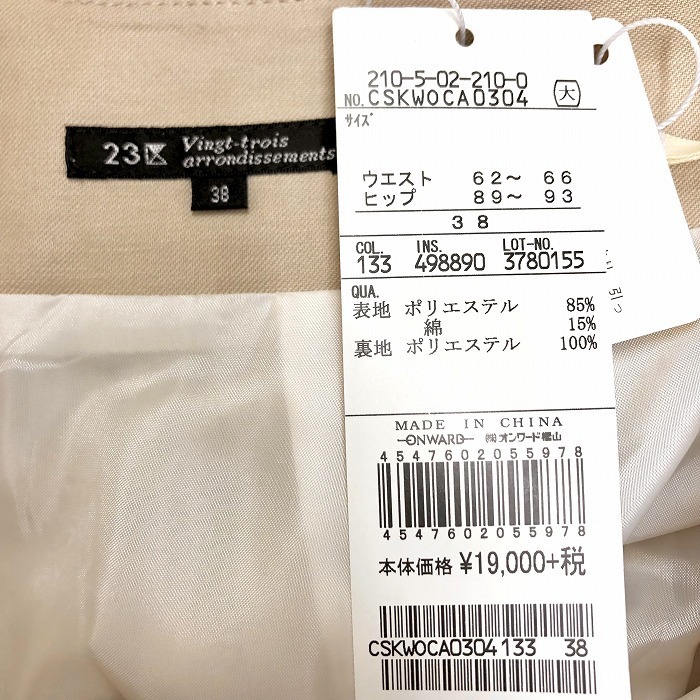 23区 Vingt-trois
arrondissements
38
210-5-02-210-0
NO. CSKWOCA0304 大
ｻｲｽﾞ
ウエスト 62～ 66
ヒップ 89～ 93
38
COL. INS. LOT-NO.
133 498890 3780155
QUA.
表地 ポリエステル 85%
綿 15%
裏地 ポリエステル 100%
MADE IN CHINA
ONWARD ㈱オンワード樫山
4547602055978
4547602055978
本体価格 ¥19,000+税
CSKWOCA0304 133 38